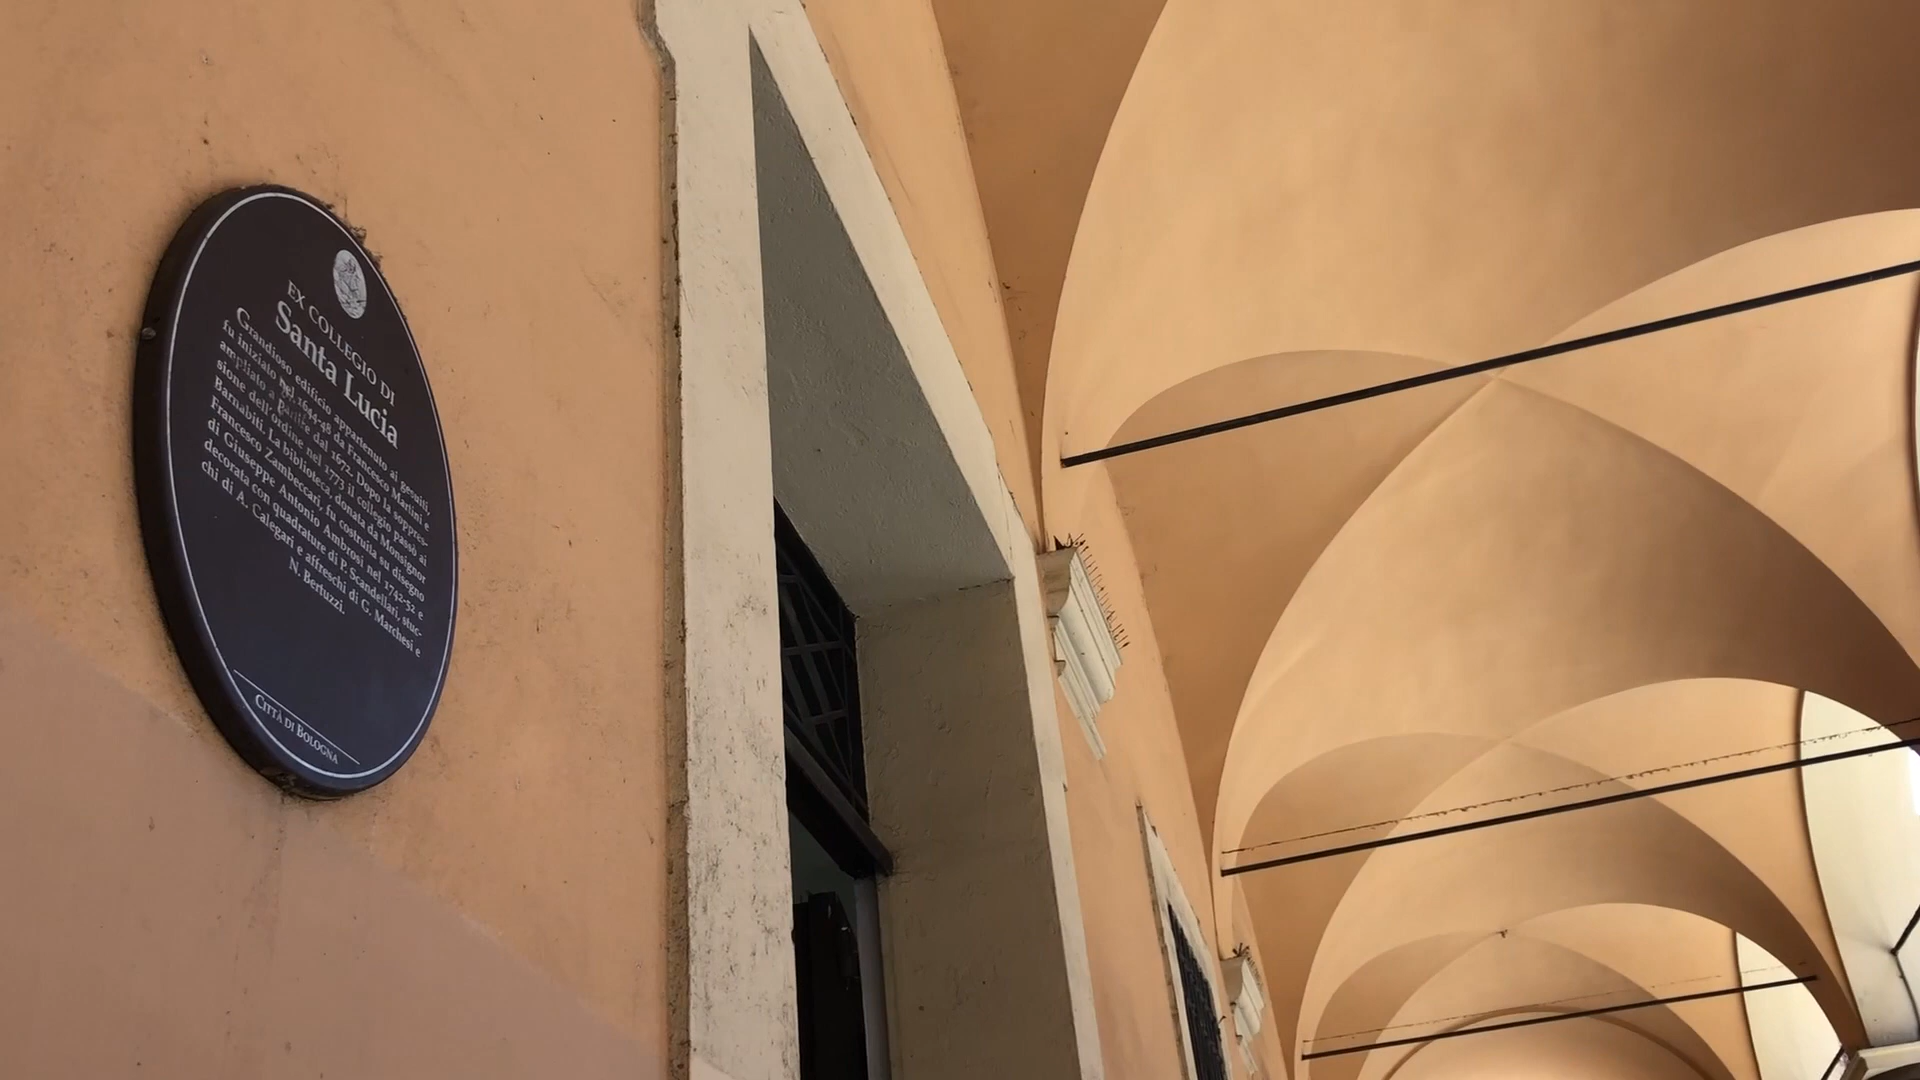 EX COLLEGIO DI
Santa Lucia
Grandioso edificio appartenuto ai gesuiti,
fu iniziato nel 1644-48 da Francesco Martini e
ampliato a partire dal 1672. Dopo la soppres-
sione dell'ordine nel 1773 il collegio passò ai
Barnabiti. La biblioteca, donata da Monsignor
Francesco Zambeccari, fu costruita su disegno
di Giuseppe Antonio Ambrosi nel 1742-52 e
decorata con quadrature di P. Scandellari, stuc-
chi di A. Calegari e affreschi di G. Marchesi e
N. Bertuzzi.
CITTÀ DI BOLOGNA